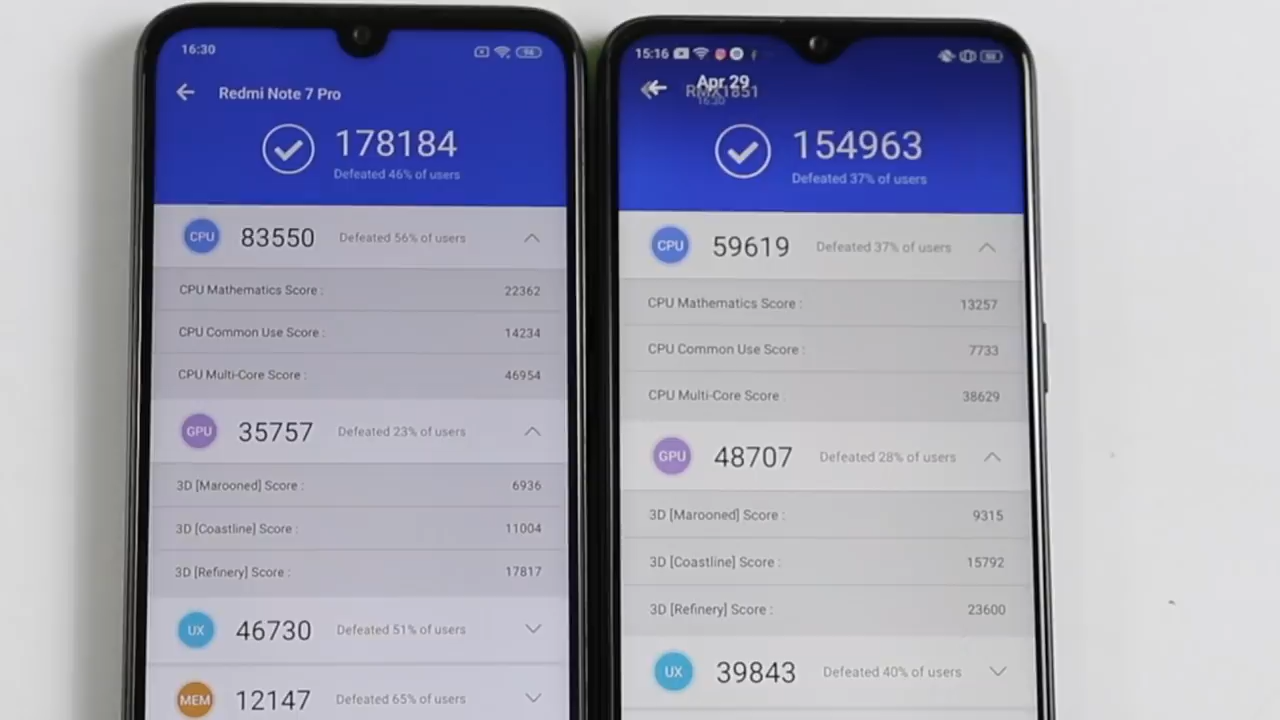 16:30
98
Redmi Note 7 Pro
178184
Defeated 46% of users
CPU 83550 Defeated 56% of users
CPU Mathematics Score : 22362
CPU Common Use Score : 14234
CPU Multi-Core Score : 46954
GPU 35757 Defeated 23% of users
3D [Marooned] Score : 6936
3D [Coastline] Score : 11004
3D [Refinery] Score : 17817
UX 46730 Defeated 51% of users
MEM 12147 Defeated 65% of users
15:16
Apr 29
RMX1851
16:30
154963
Defeated 37% of users
CPU 59619 Defeated 37% of users
CPU Mathematics Score : 13257
CPU Common Use Score : 7733
CPU Multi-Core Score : 38629
GPU 48707 Defeated 28% of users
3D [Marooned] Score : 9315
3D [Coastline] Score : 15792
3D [Refinery] Score : 23600
UX 39843 Defeated 40% of users